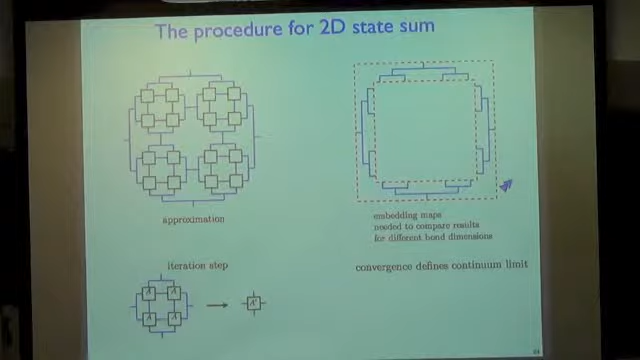 The procedure for 2D state sum
approximation
embedding maps
needed to compare results
for different bond dimensions
iteration step
convergence defines continuum limit
A A
A'
A A